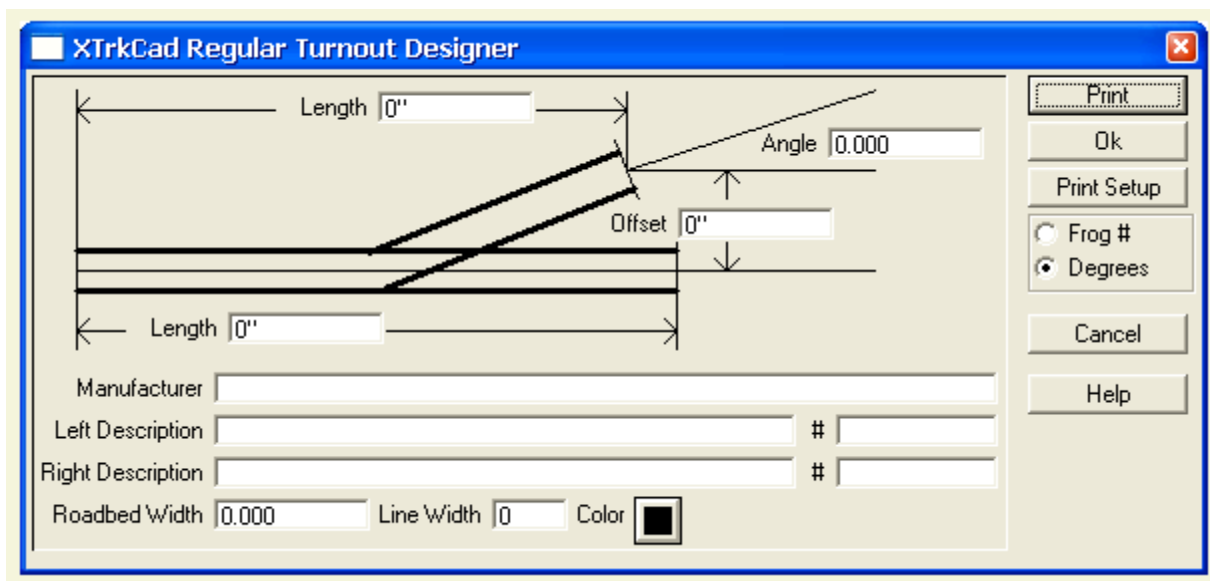 XTrkCad Regular Turnout Designer
Length 0"
Angle 0.000
Offset 0"
Length 0"
Manufacturer
Left Description #
Right Description #
Roadbed Width 0.000 Line Width 0 Color
Print
Ok
Print Setup
Frog #
Degrees
Cancel
Help